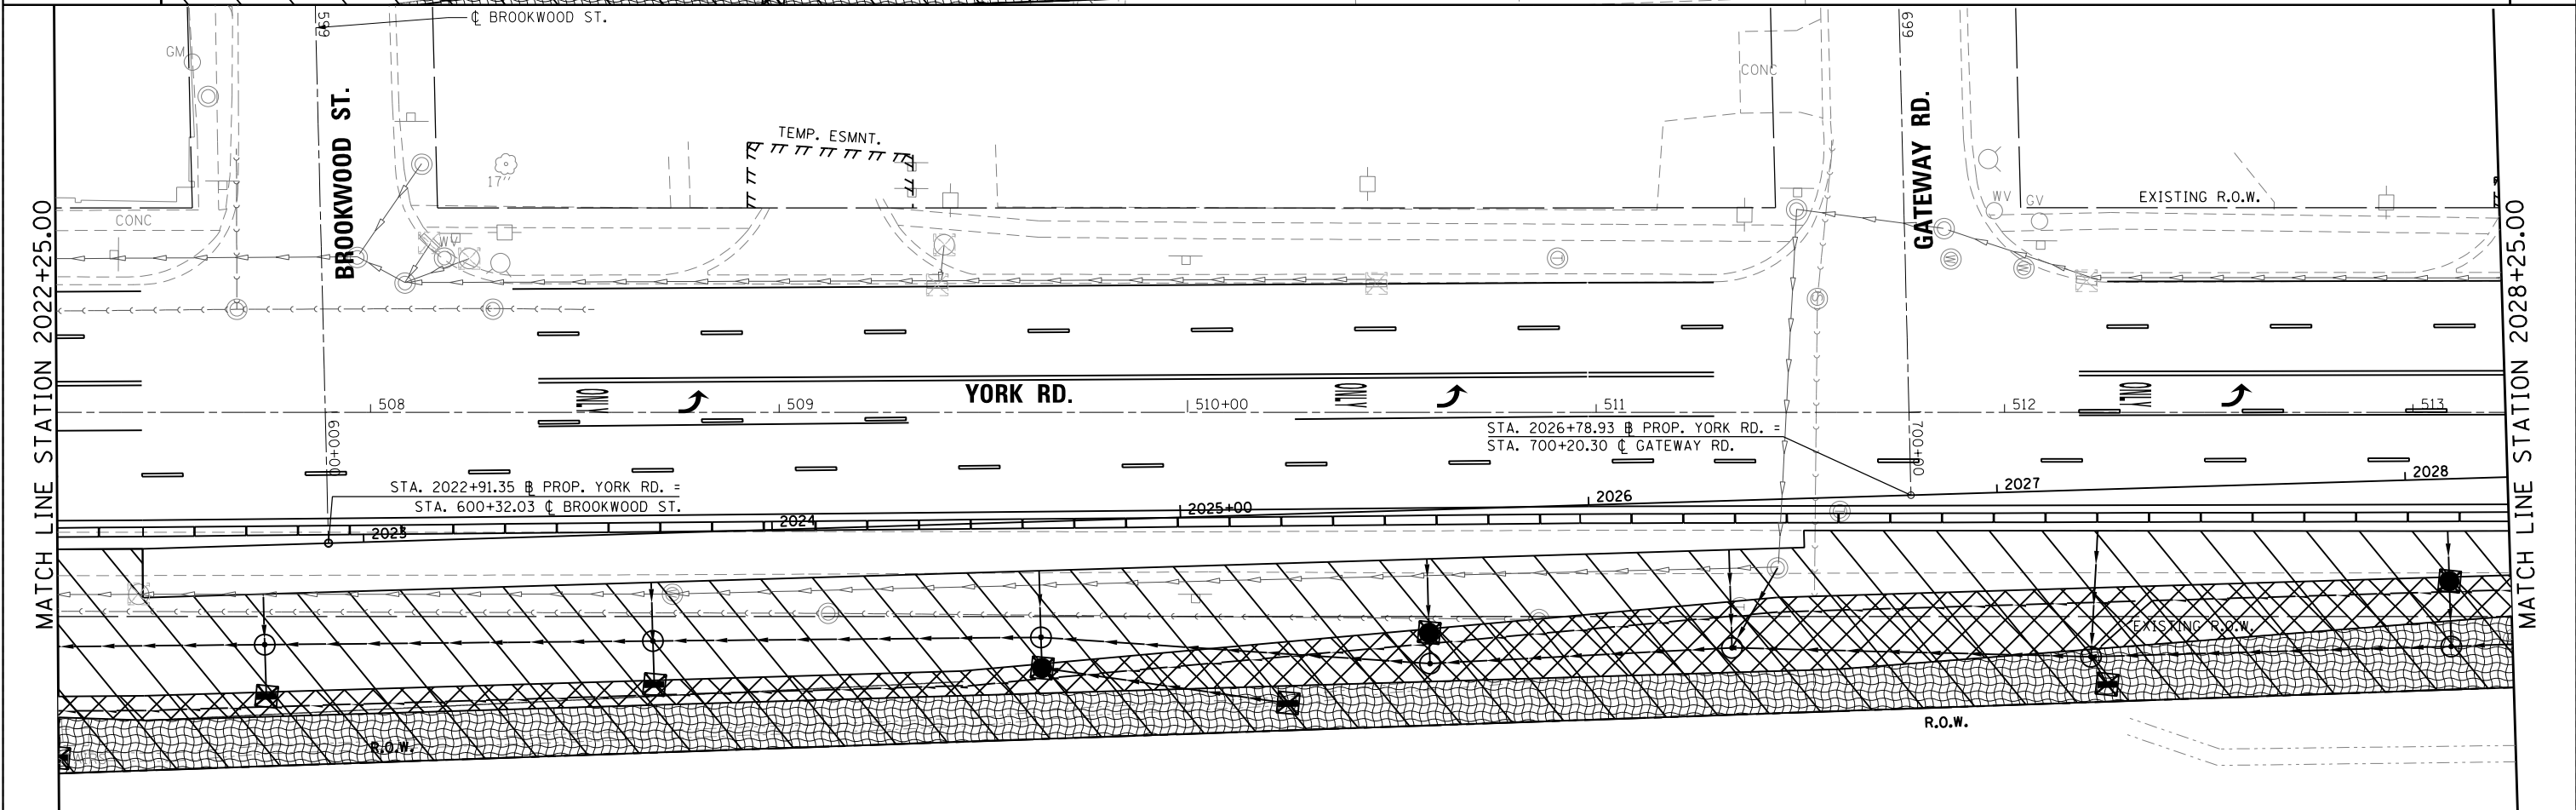 599
℄ BROOKWOOD ST.
699
GM
CONC
BROOKWOOD ST.
GATEWAY RD.
TEMP. ESMNT.
17"
WV
GV
EXISTING R.O.W.
CONC
WV
MATCH LINE STATION 2022+25.00
MATCH LINE STATION 2028+25.00
YORK RD.
508
509
510+00
511
512
513
ONLY
ONLY
ONLY
600+00
700+00
STA. 2026+78.93 ⅊ PROP. YORK RD. =
STA. 700+20.30 ℄ GATEWAY RD.
STA. 2022+91.35 ⅊ PROP. YORK RD. =
STA. 600+32.03 ℄ BROOKWOOD ST.
2023
2024
2025+00
2026
2027
2028
EXISTING R.O.W.
R.O.W.
R.O.W.